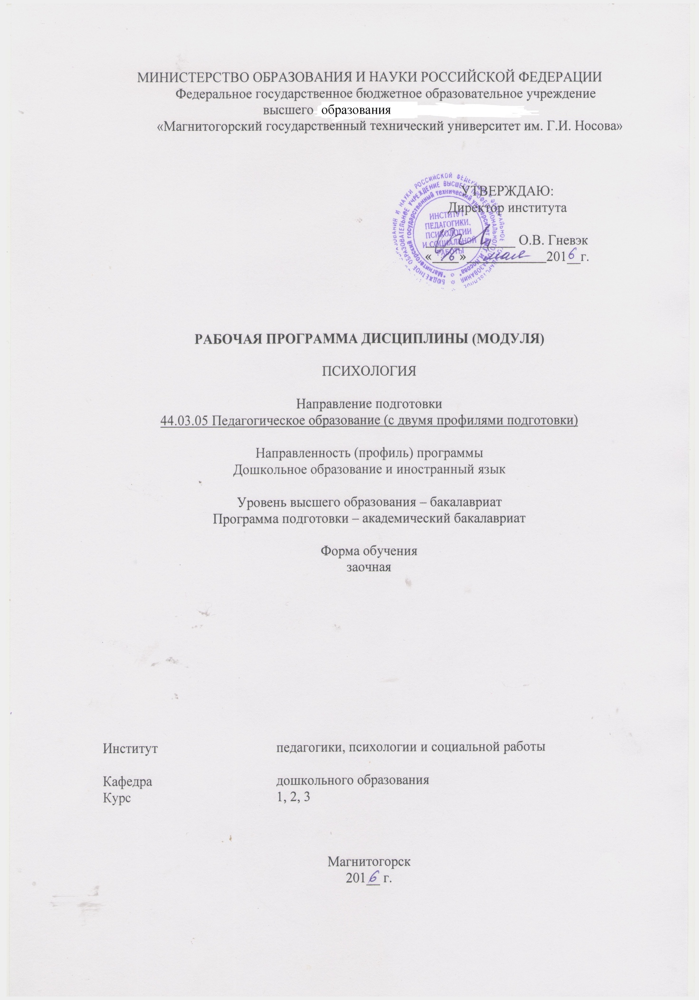 МИНИСТЕРСТВО ОБРАЗОВАНИЯ И НАУКИ РОССИЙСКОЙ ФЕДЕРАЦИИ
Федеральное государственное бюджетное образовательное учреждение
высшего образования
«Магнитогорский государственный технический университет им. Г.И. Носова»
УТВЕРЖДАЮ:
Директор института
ИНСТИТУТ
ПЕДАГОГИКИ,
ПСИХОЛОГИИ
И СОЦИАЛЬНОЙ
РАБОТЫ
О.В. Гневэк
«16» мая 2016 г.
РАБОЧАЯ ПРОГРАММА ДИСЦИПЛИНЫ (МОДУЛЯ)
ПСИХОЛОГИЯ
Направление подготовки
44.03.05 Педагогическое образование (с двумя профилями подготовки)
Направленность (профиль) программы
Дошкольное образование и иностранный язык
Уровень высшего образования – бакалавриат
Программа подготовки – академический бакалавриат
Форма обучения
заочная
Институт педагогики, психологии и социальной работы
Кафедра дошкольного образования
Курс 1, 2, 3
Магнитогорск
2016 г.